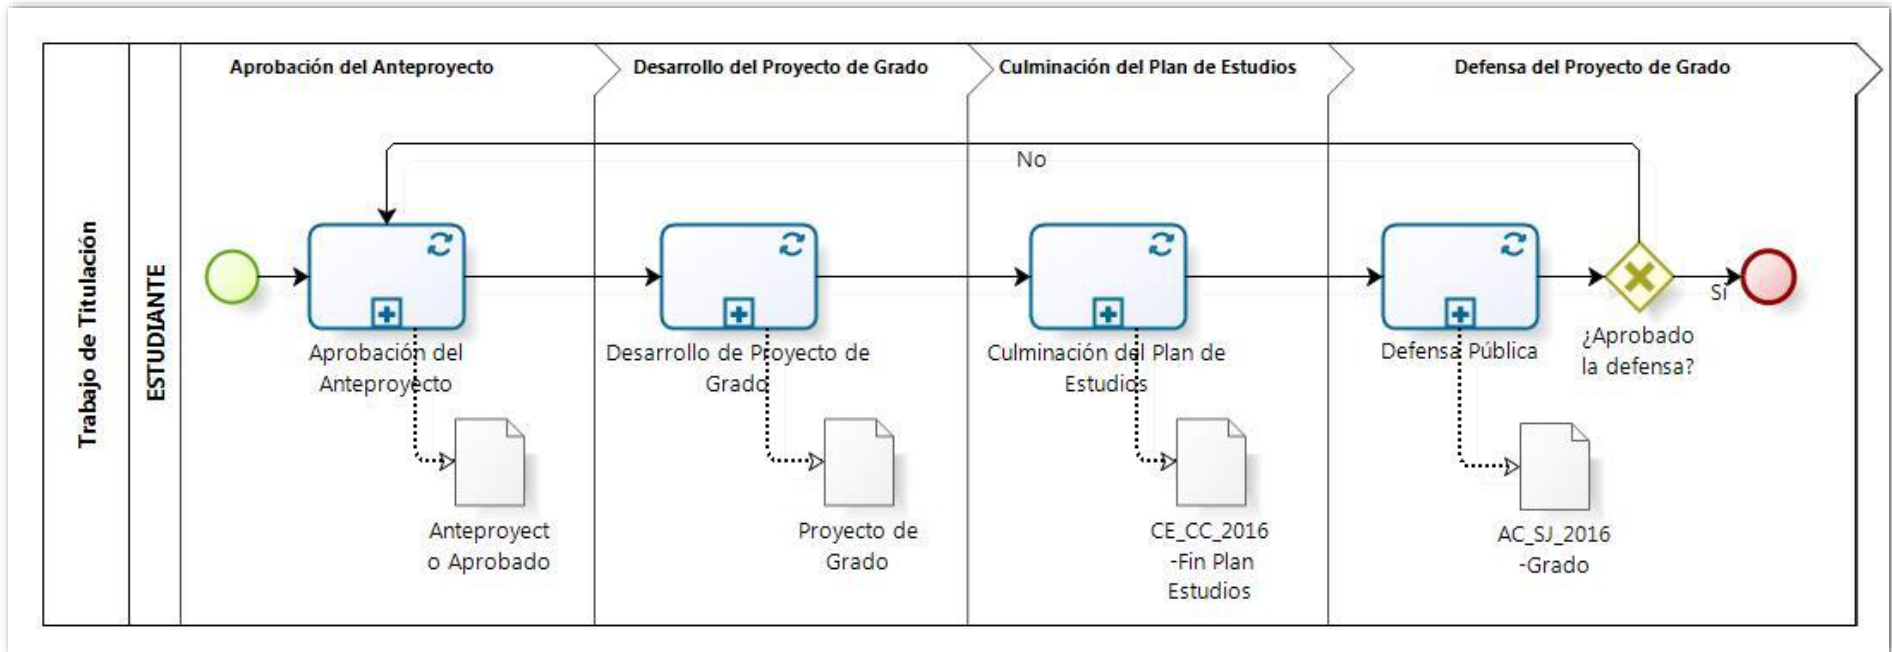 Trabajo de Titulación
ESTUDIANTE
Aprobación del Anteproyecto
Desarrollo del Proyecto de Grado
Culminación del Plan de Estudios
Defensa del Proyecto de Grado
No
Aprobación del
Anteproyecto
Desarrollo de Proyecto de
Grado
Culminación del Plan de
Estudios
Defensa Pública
¿Aprobado
la defensa?
Sí
Anteproyect
o Aprobado
Proyecto de
Grado
CE_CC_2016
-Fin Plan
Estudios
AC_SJ_2016
-Grado